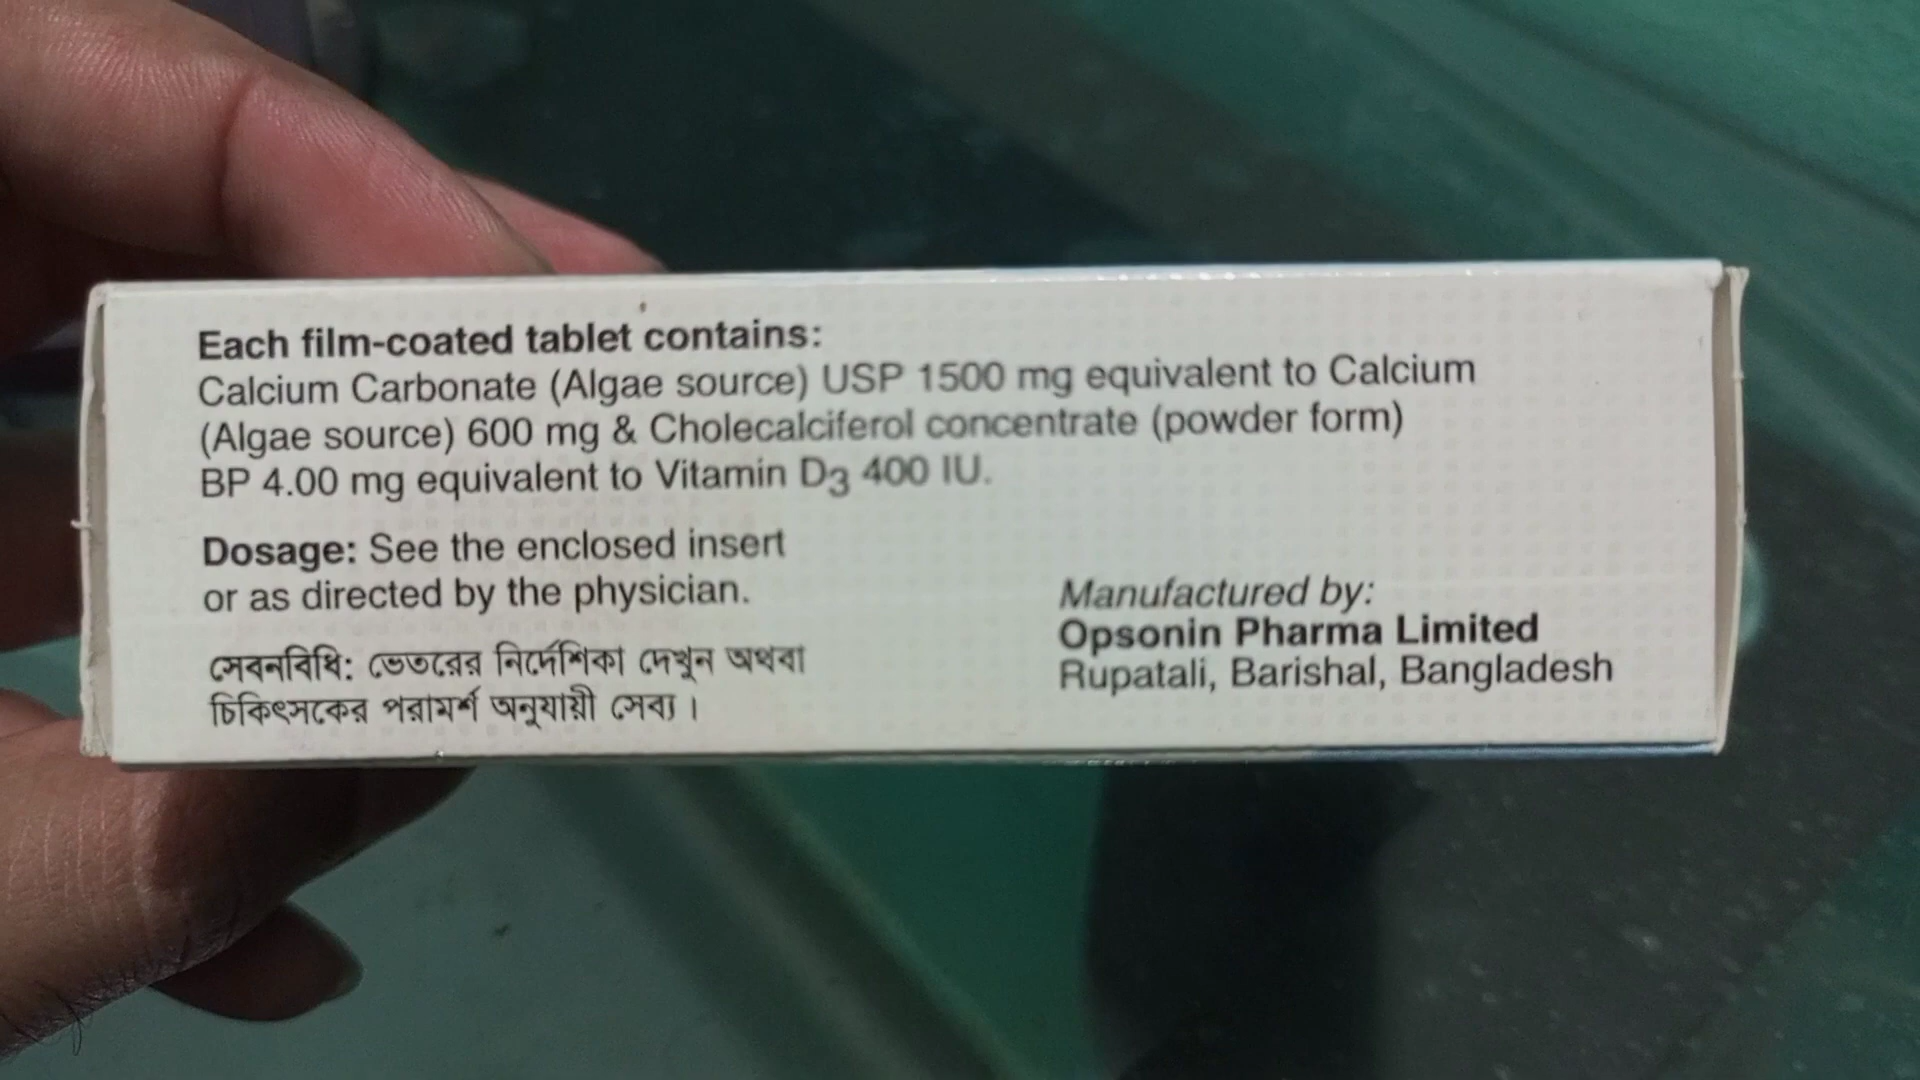 Each film-coated tablet contains:
Calcium Carbonate (Algae source) USP 1500 mg equivalent to Calcium
(Algae source) 600 mg & Cholecalciferol concentrate (powder form)
BP 4.00 mg equivalent to Vitamin D3 400 IU.
Dosage: See the enclosed insert
or as directed by the physician.
সেবনবিধি: ভেতরের নির্দেশিকা দেখুন অথবা
চিকিৎসকের পরামর্শ অনুযায়ী সেব্য।
Manufactured by:
Opsonin Pharma Limited
Rupatali, Barishal, Bangladesh